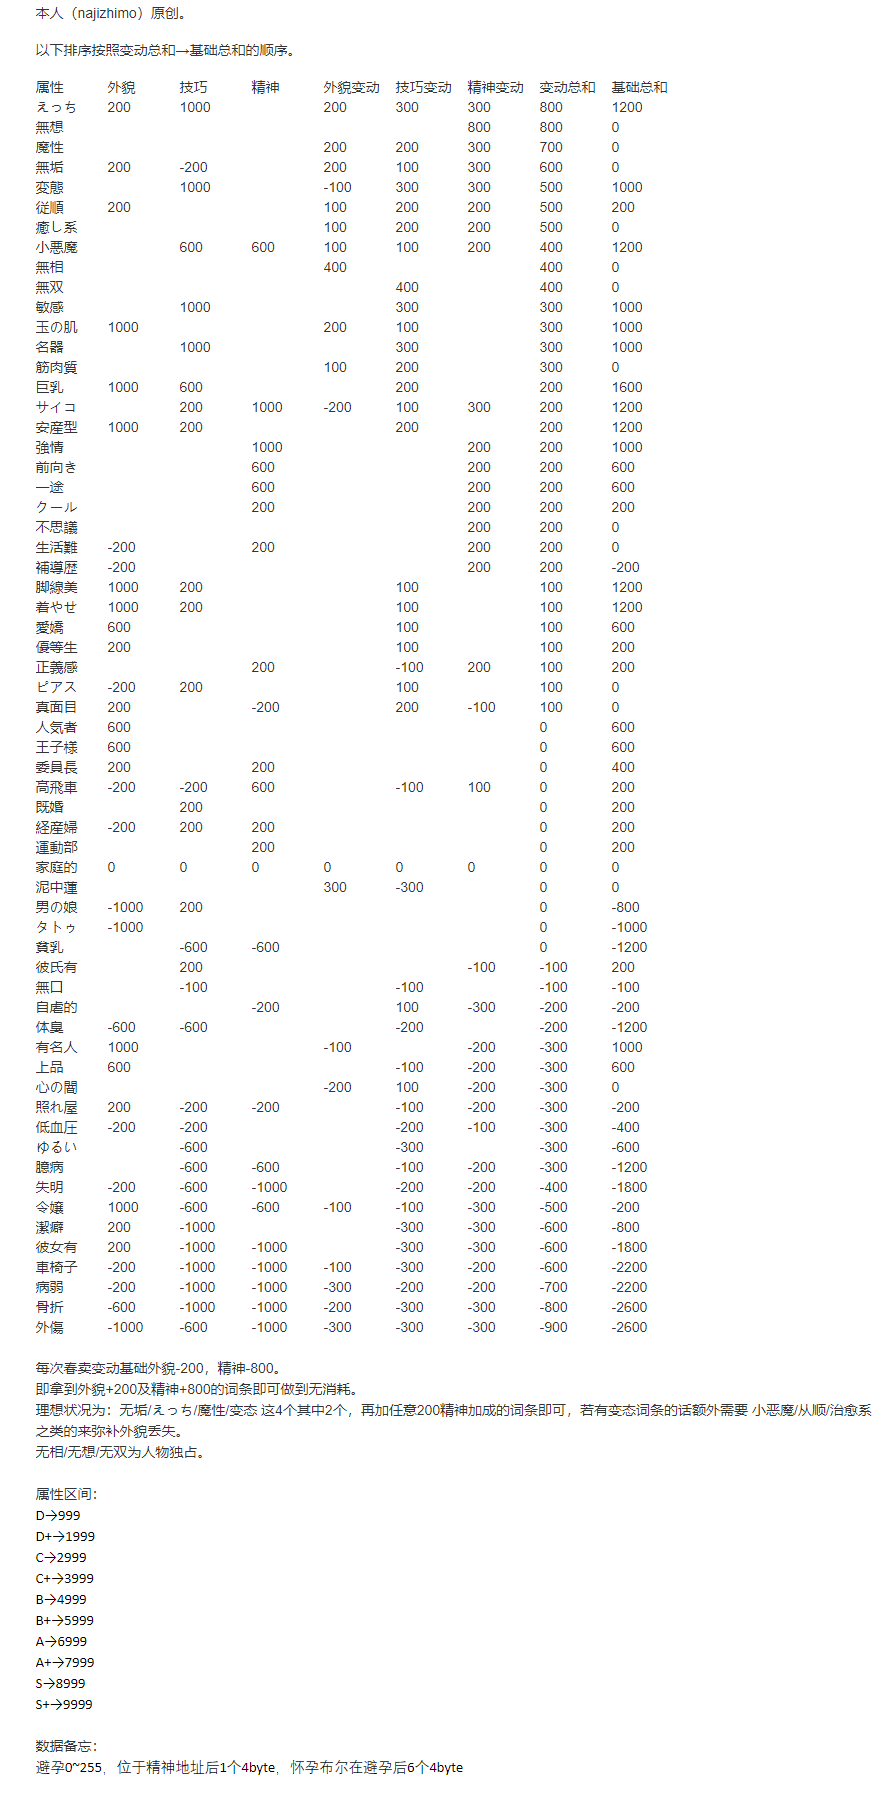 本人（najizhimo）原创。
以下排序按照变动总和→基础总和的顺序。
属性 外貌 技巧 精神 外貌变动 技巧变动 精神变动 变动总和 基础总和
えっち 200 1000 200 300 300 800 1200
無想 800 800 0
魔性 200 200 300 700 0
無垢 200 -200 200 100 300 600 0
変態 1000 -100 300 300 500 1000
従順 200 100 200 200 500 200
癒し系 100 200 200 500 0
小悪魔 600 600 100 100 200 400 1200
無相 400 400 0
無双 400 400 0
敏感 1000 300 300 1000
玉の肌 1000 200 100 300 1000
名器 1000 300 300 1000
筋肉質 100 200 300 0
巨乳 1000 600 200 200 1600
サイコ 200 1000 -200 100 300 200 1200
安産型 1000 200 200 200 1200
強情 1000 200 200 1000
前向き 600 200 200 600
一途 600 200 200 600
クール 200 200 200 200
不思議 200 200 0
生活難 -200 200 200 200 0
補導歴 -200 200 200 -200
脚線美 1000 200 100 100 1200
着やせ 1000 200 100 100 1200
愛嬌 600 100 100 600
優等生 200 100 100 200
正義感 200 -100 200 100 200
ピアス -200 200 100 100 0
真面目 200 -200 200 -100 100 0
人気者 600 0 600
王子様 600 0 600
委員長 200 200 0 400
高飛車 -200 -200 600 -100 100 0 200
既婚 200 0 200
経産婦 -200 200 200 0 200
運動部 200 0 200
家庭的 0 0 0 0 0 0 0 0
泥中蓮 300 -300 0 0
男の娘 -1000 200 0 -800
タトゥ -1000 0 -1000
貧乳 -600 -600 0 -1200
彼氏有 200 -100 -100 200
無口 -100 -100 -100 -100
自虐的 -200 100 -300 -200 -200
体臭 -600 -600 -200 -200 -1200
有名人 1000 -100 -200 -300 1000
上品 600 -100 -200 -300 600
心の闇 -200 100 -200 -300 0
照れ屋 200 -200 -200 -100 -200 -300 -200
低血圧 -200 -200 -200 -100 -300 -400
ゆるい -600 -300 -300 -600
臆病 -600 -600 -100 -200 -300 -1200
失明 -200 -600 -1000 -200 -200 -400 -1800
令嬢 1000 -600 -600 -100 -100 -300 -500 -200
潔癖 200 -1000 -300 -300 -600 -800
彼女有 200 -1000 -1000 -300 -300 -600 -1800
車椅子 -200 -1000 -1000 -100 -300 -200 -600 -2200
病弱 -200 -1000 -1000 -300 -200 -200 -700 -2200
骨折 -600 -1000 -1000 -200 -300 -300 -800 -2600
外傷 -1000 -600 -1000 -300 -300 -300 -900 -2600
每次春卖变动基础外貌-200，精神-800。
即拿到外貌+200及精神+800的词条即可做到无消耗。
理想状况为：无垢/えっち/魔性/变态 这4个其中2个，再加任意200精神加成的词条即可，若有变态词条的话额外需要 小恶魔/从顺/治愈系
之类的来弥补外貌丢失。
无相/无想/无双为人物独占。
属性区间：
D→999
D+→1999
C→2999
C+→3999
B→4999
B+→5999
A→6999
A+→7999
S→8999
S+→9999
数据备忘：
避孕0~255，位于精神地址后1个4byte，怀孕布尔在避孕后6个4byte